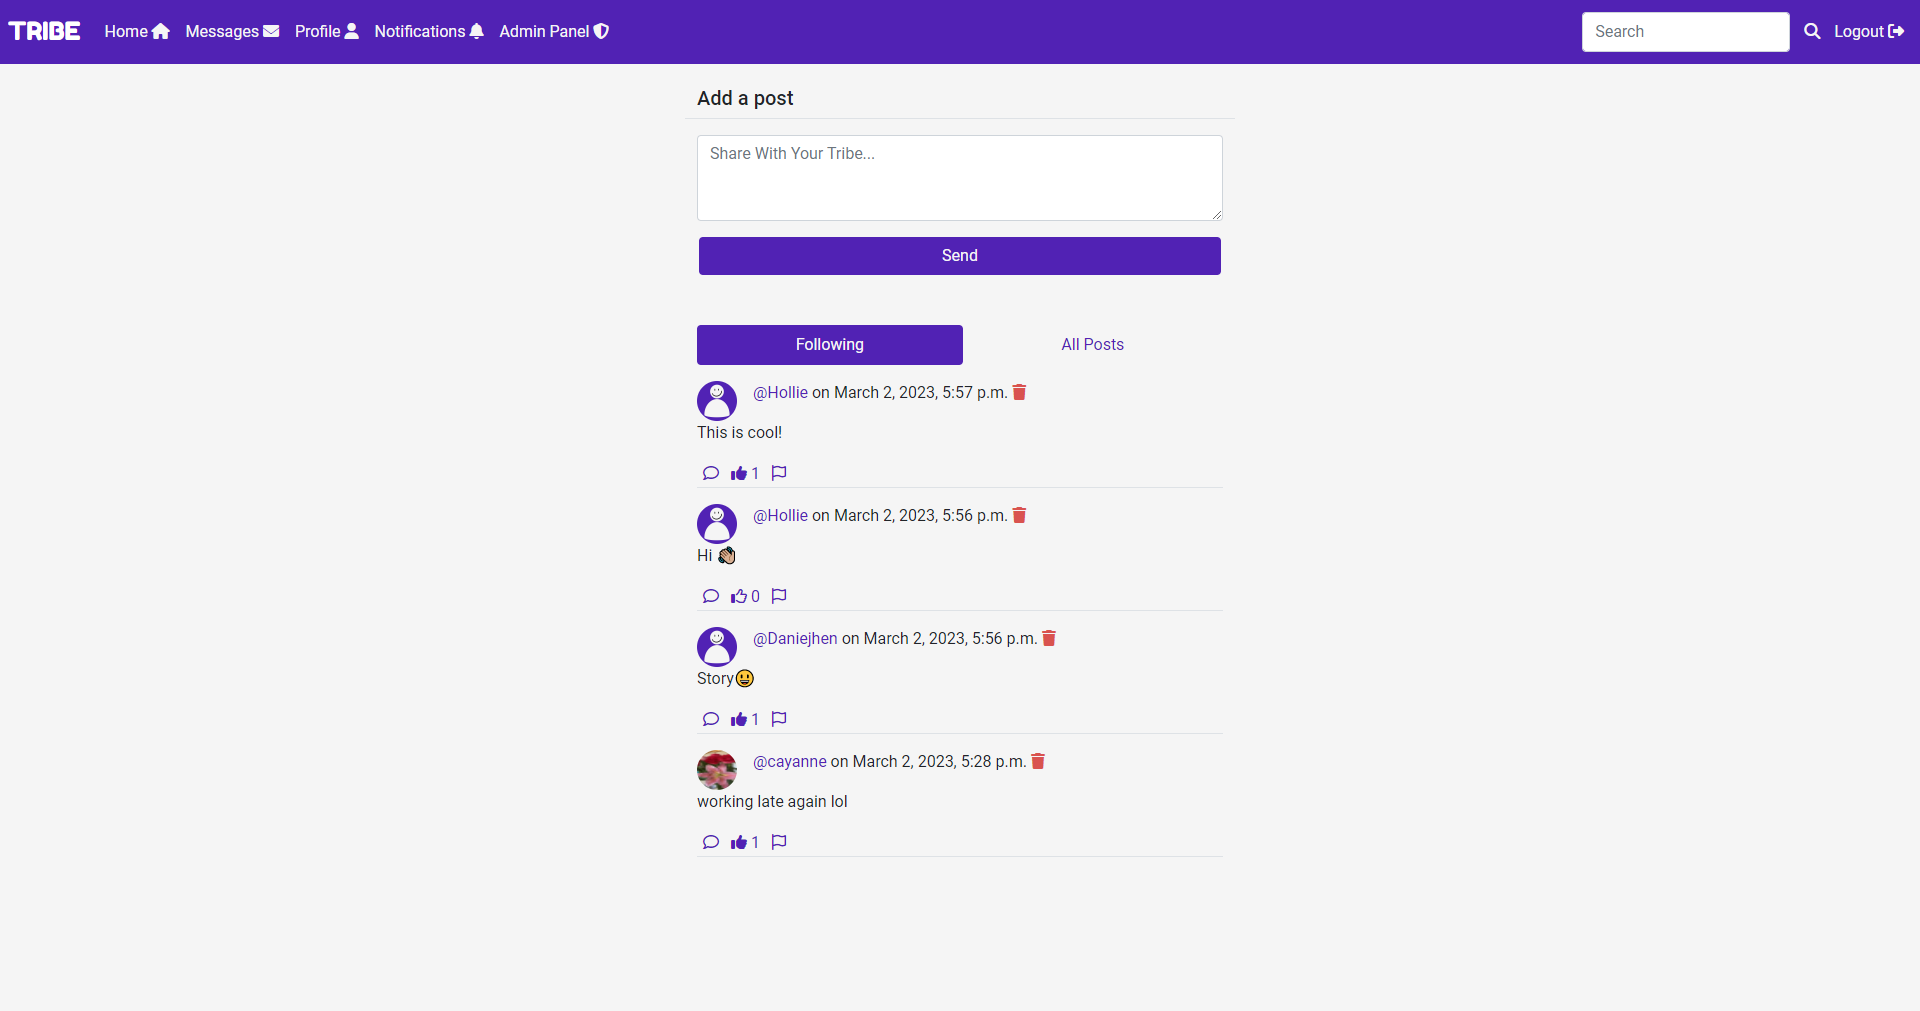 TRIBE Home Messages Profile Notifications Admin Panel Search Logout
Add a post
Share With Your Tribe...
Send
Following All Posts
@Hollie on March 2, 2023, 5:57 p.m.
This is cool!
1
@Hollie on March 2, 2023, 5:56 p.m.
Hi 👋🏽
0
@Daniejhen on March 2, 2023, 5:56 p.m.
Story😃
1
@cayanne on March 2, 2023, 5:28 p.m.
working late again lol
1